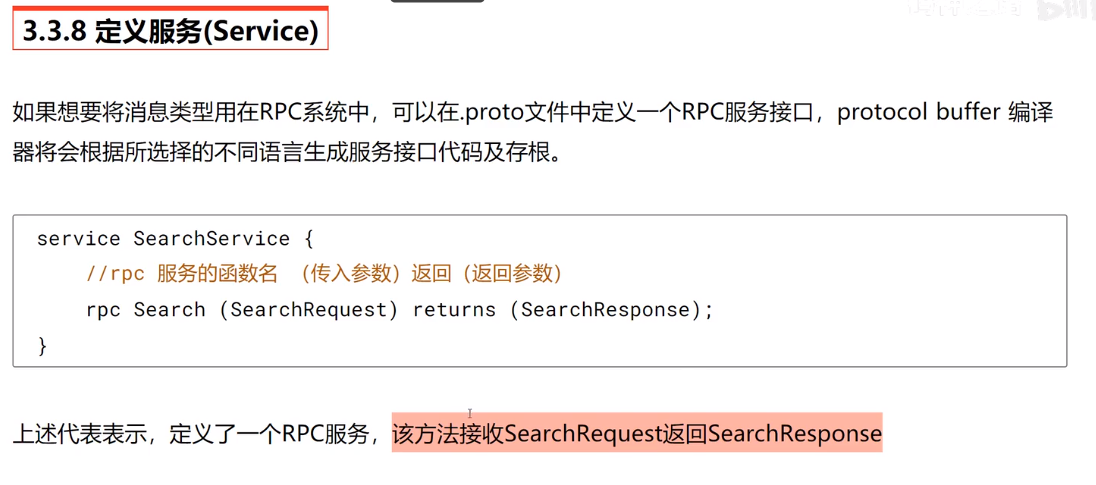 3.3.8 定义服务(Service)
如果想要将消息类型用在RPC系统中，可以在.proto文件中定义一个RPC服务接口，protocol buffer 编译
器将会根据所选择的不同语言生成服务接口代码及存根。
service SearchService {
//rpc 服务的函数名 （传入参数）返回（返回参数）
rpc Search (SearchRequest) returns (SearchResponse);
}
上述代表表示，定义了一个RPC服务，该方法接收SearchRequest返回SearchResponse